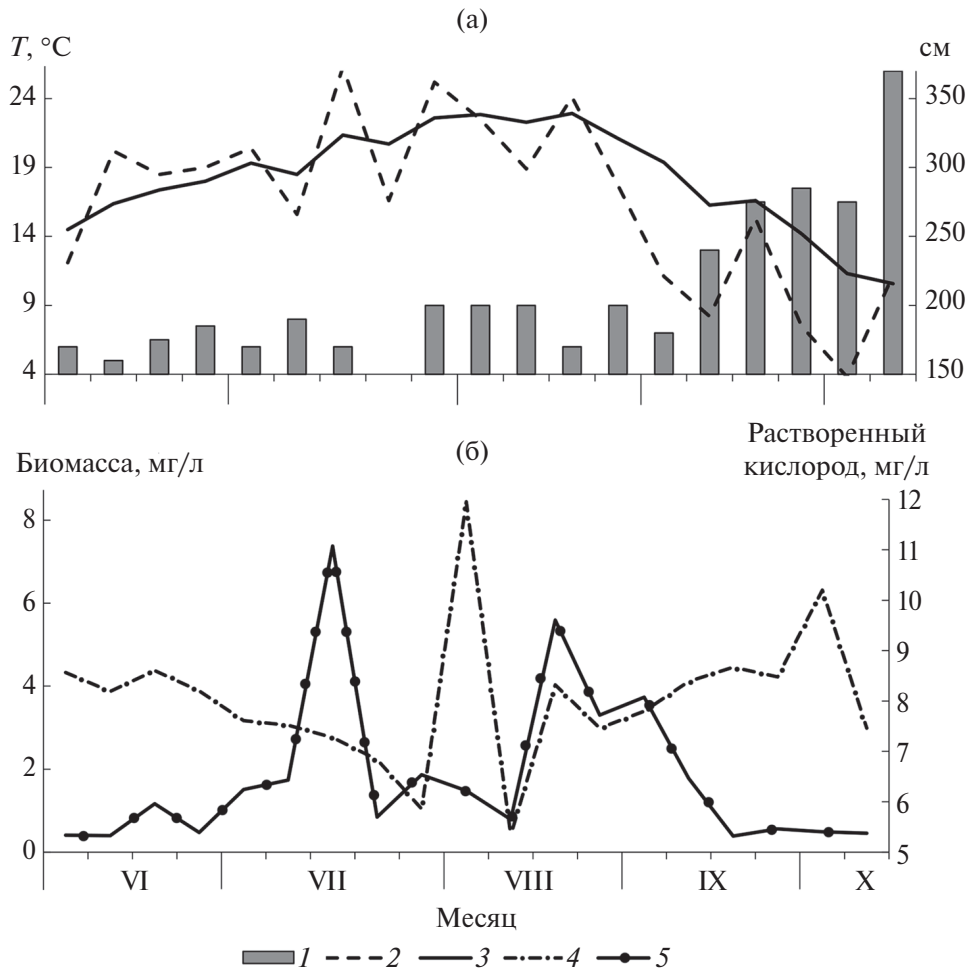 (а)
T, °C
см
24
19
14
9
4
350
300
250
200
150
(б)
Биомасса, мг/л
Растворенный
кислород, мг/л
8
6
4
2
0
12
11
10
9
8
7
6
5
VI VII VIII IX X
Месяц
1 2 3 4 5